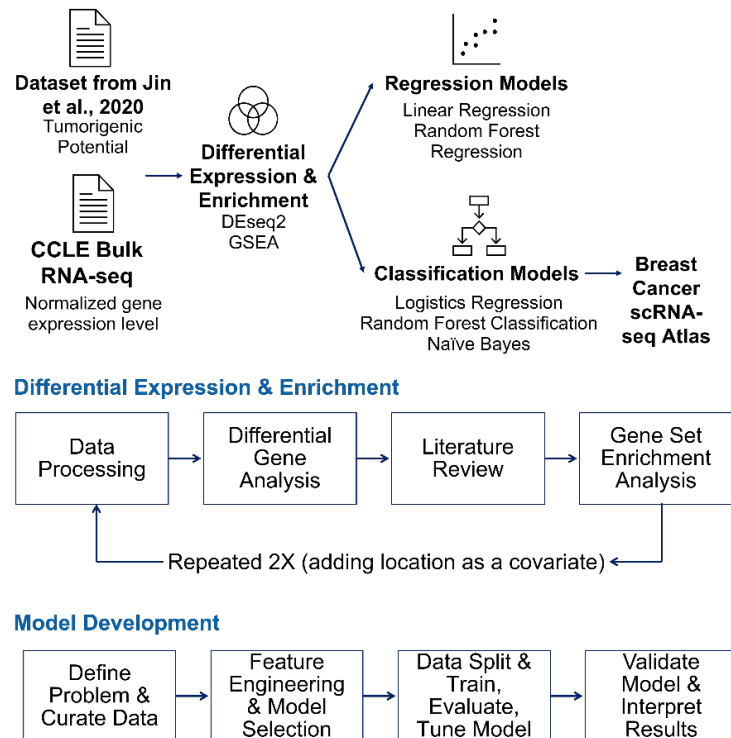 Dataset from Jin
et al., 2020
Tumorigenic
Potential
CCLE Bulk
RNA-seq
Normalized gene
expression level
Differential
Expression &
Enrichment
DEseq2
GSEA
Regression Models
Linear Regression
Random Forest
Regression
Classification Models
Logistics Regression
Random Forest Classification
Naïve Bayes
Breast
Cancer
scRNA-
seq Atlas
Differential Expression & Enrichment
Data
Processing
Differential
Gene
Analysis
Literature
Review
Gene Set
Enrichment
Analysis
Repeated 2X (adding location as a covariate)
Model Development
Define
Problem &
Curate Data
Feature
Engineering
& Model
Selection
Data Split &
Train,
Evaluate,
Tune Model
Validate
Model &
Interpret
Results